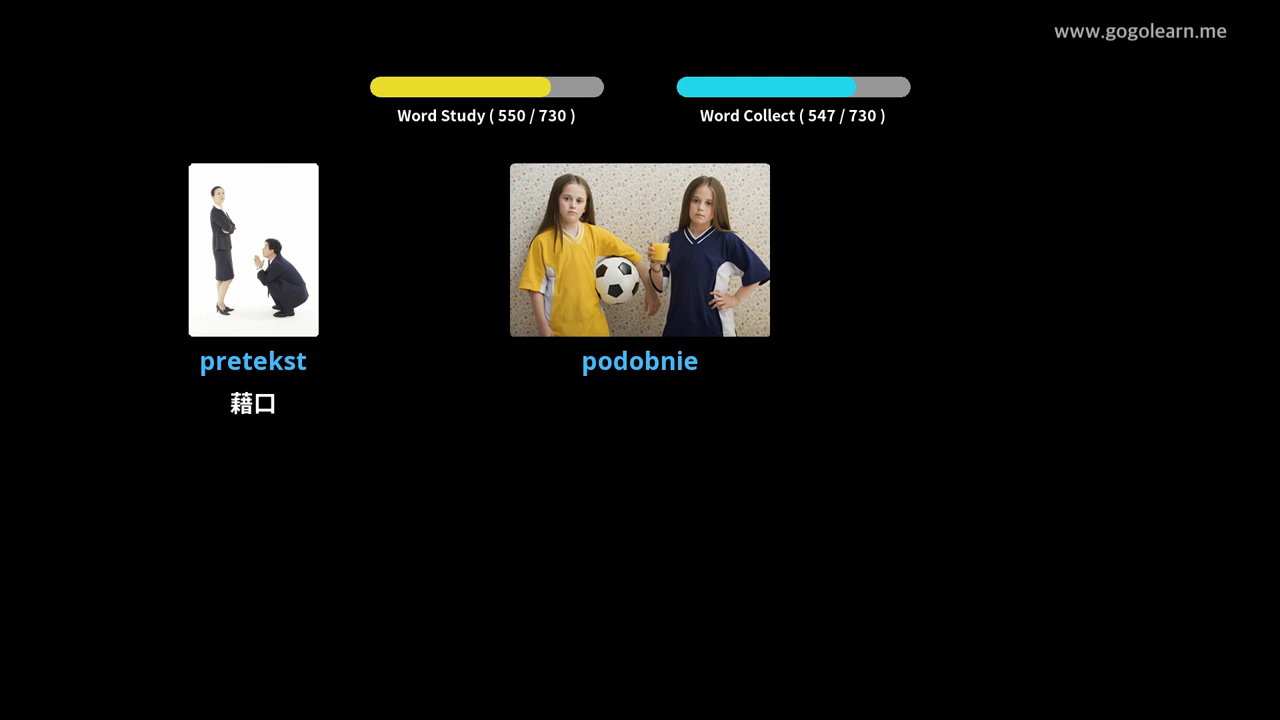 www.gogolearn.me
Word Study ( 550 / 730 )
Word Collect ( 547 / 730 )
pretekst
podobnie
藉口